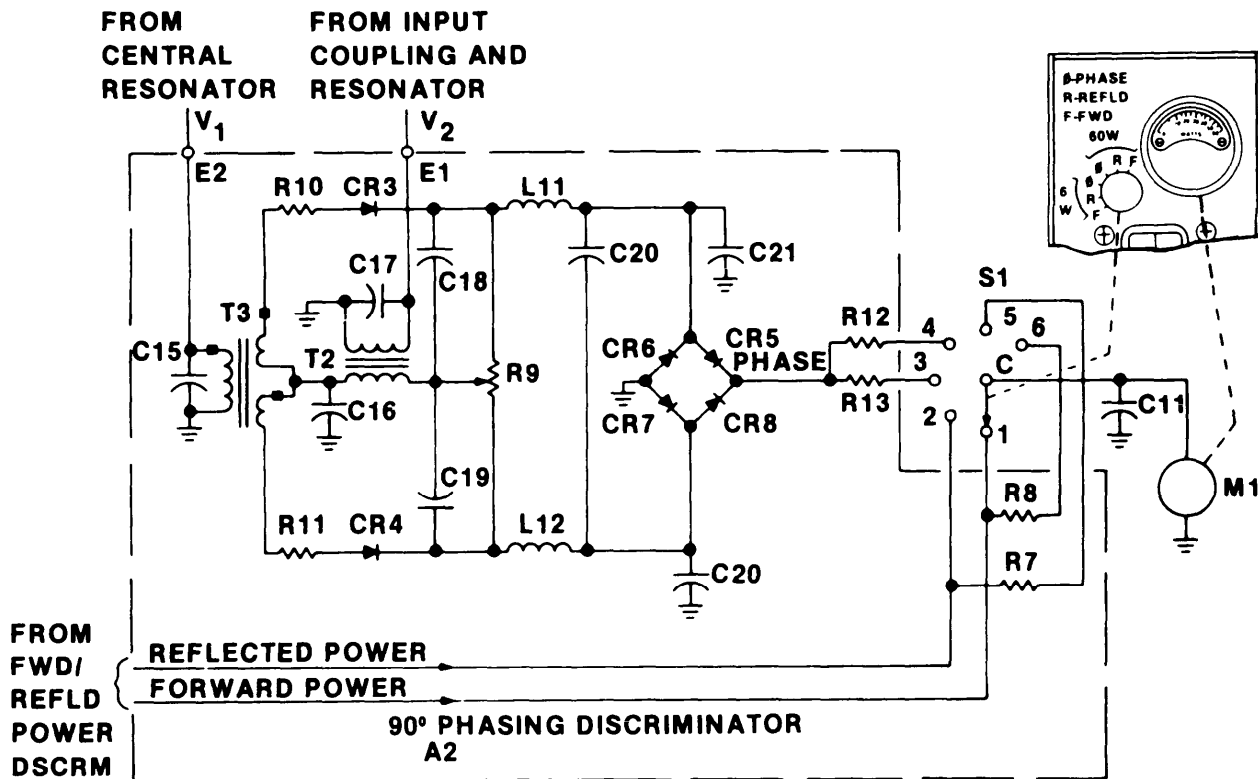 FROM
CENTRAL
RESONATOR
FROM INPUT
COUPLING AND
RESONATOR
V1
V2
E2
E1
Ø-PHASE
R-REFLD
F-FWD
60W
Ø R F
6
W
Ø
R
F
WATTS
R10
CR3
L11
C17
C18
C20
C21
S1
T3
C15
T2
C16
R9
CR6
CR5
PHASE
CR7
CR8
R12
R13
4
3
2
5
6
C
1
C11
M1
C19
R11
CR4
L12
C20
R8
R7
FROM
FWD/
REFLD
POWER
DSCRM
REFLECTED POWER
FORWARD POWER
90º PHASING DISCRIMINATOR
A2